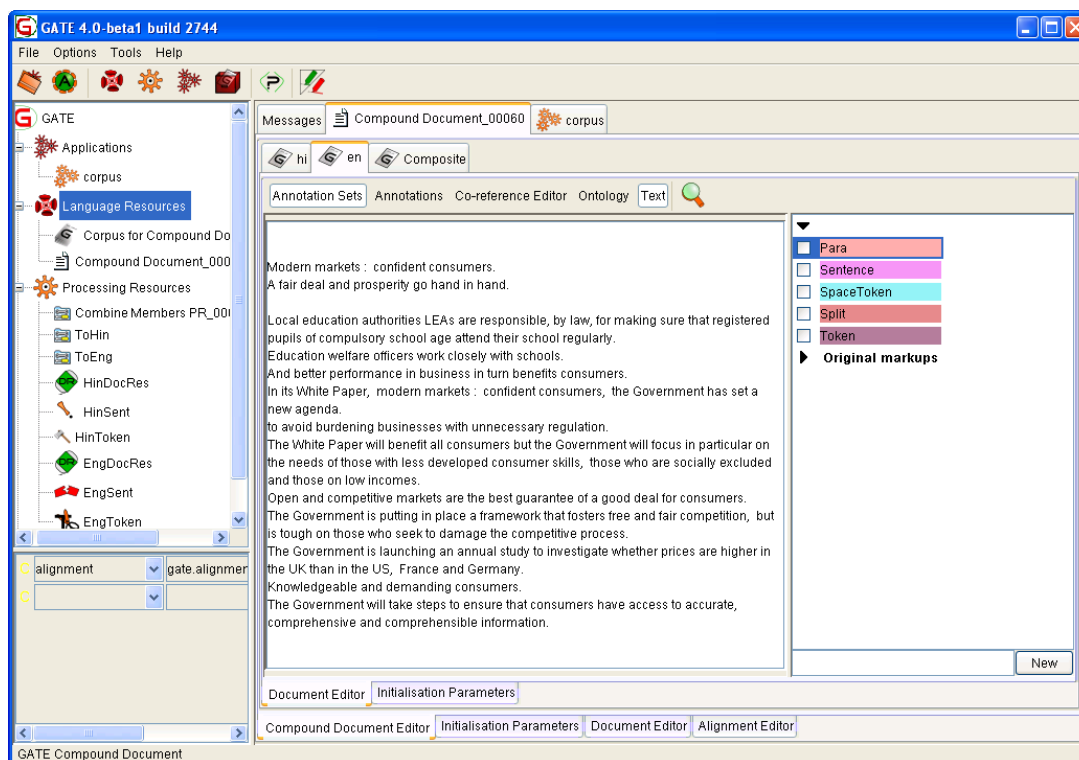 GATE 4.0-beta1 build 2744
File Options Tools Help
GATE
Applications
corpus
Language Resources
Corpus for Compound Do
Compound Document_000
Processing Resources
Combine Members PR_00
ToHin
ToEng
HinDocRes
HinSent
HinToken
EngDocRes
EngSent
EngToken
alignment gate.alignmer
Messages Compound Document_00060 corpus
hi en Composite
Annotation Sets Annotations Co-reference Editor Ontology Text
Modern markets : confident consumers.
A fair deal and prosperity go hand in hand.
Local education authorities LEAs are responsible, by law, for making sure that registered
pupils of compulsory school age attend their school regularly.
Education welfare officers work closely with schools.
And better performance in business in turn benefits consumers.
In its White Paper, modern markets : confident consumers, the Government has set a
new agenda.
to avoid burdening businesses with unnecessary regulation.
The White Paper will benefit all consumers but the Government will focus in particular on
the needs of those with less developed consumer skills, those who are socially excluded
and those on low incomes.
Open and competitive markets are the best guarantee of a good deal for consumers.
The Government is putting in place a framework that fosters free and fair competition, but
is tough on those who seek to damage the competitive process.
The Government is launching an annual study to investigate whether prices are higher in
the UK than in the US, France and Germany.
Knowledgeable and demanding consumers.
The Government will take steps to ensure that consumers have access to accurate,
comprehensive and comprehensible information.
Para
Sentence
SpaceToken
Split
Token
Original markups
New
Document Editor Initialisation Parameters
Compound Document Editor Initialisation Parameters Document Editor Alignment Editor
GATE Compound Document